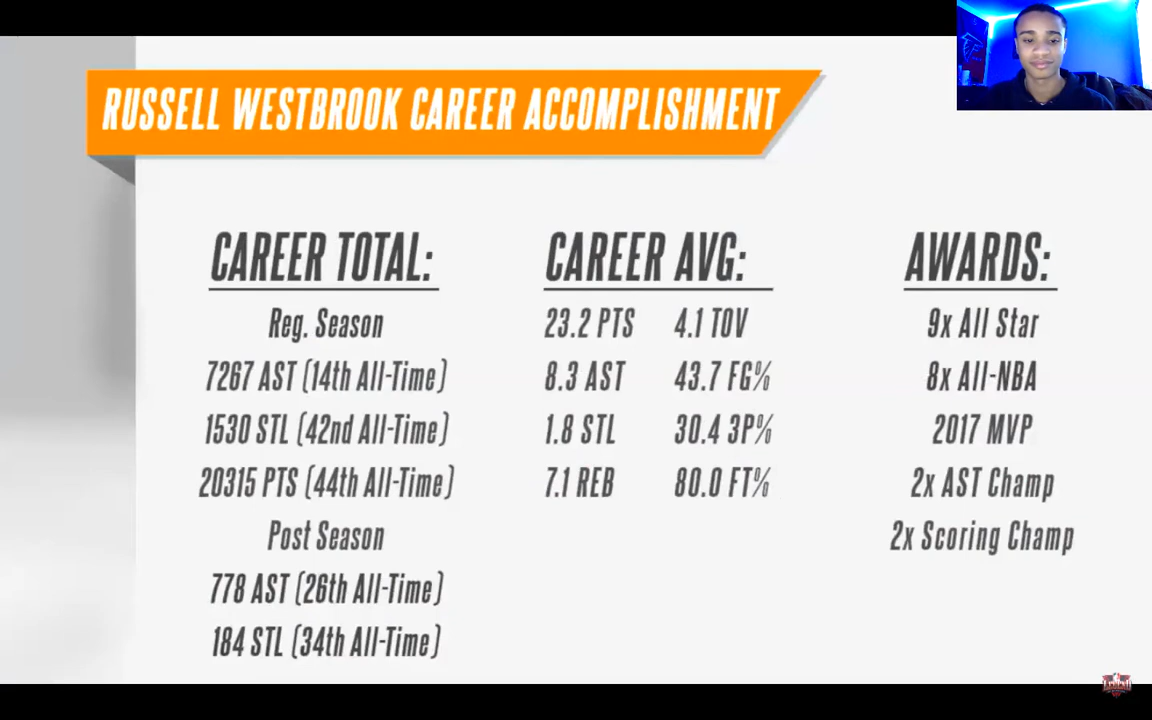 RUSSELL WESTBROOK CAREER ACCOMPLISHMENT
CAREER TOTAL:
Reg. Season
7267 AST (14th All-Time)
1530 STL (42nd All-Time)
20315 PTS (44th All-Time)
Post Season
778 AST (26th All-Time)
184 STL (34th All-Time)
CAREER AVG:
23.2 PTS 4.1 TOV
8.3 AST 43.7 FG%
1.8 STL 30.4 3P%
7.1 REB 80.0 FT%
AWARDS:
9x All Star
8x All-NBA
2017 MVP
2x AST Champ
2x Scoring Champ
LEGEND